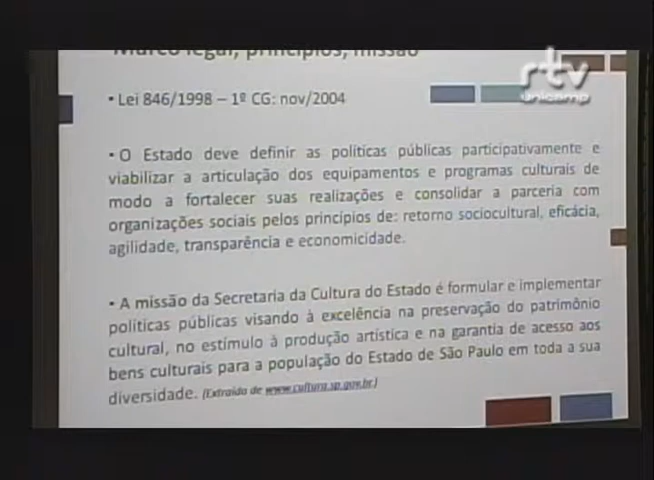 Marco legal, princípios, missão
rtv
unicamp
• Lei 846/1998 – 1º CG: nov/2004
• O Estado deve definir as políticas públicas participativamente e
viabilizar a articulação dos equipamentos e programas culturais de
modo a fortalecer suas realizações e consolidar a parceria com
organizações sociais pelos princípios de: retorno sociocultural, eficácia,
agilidade, transparência e economicidade.
• A missão da Secretaria da Cultura do Estado é formular e implementar
políticas públicas visando à excelência na preservação do patrimônio
cultural, no estímulo à produção artística e na garantia de acesso aos
bens culturais para a população do Estado de São Paulo em toda a sua
diversidade. (Extraído de www.cultura.sp.gov.br)